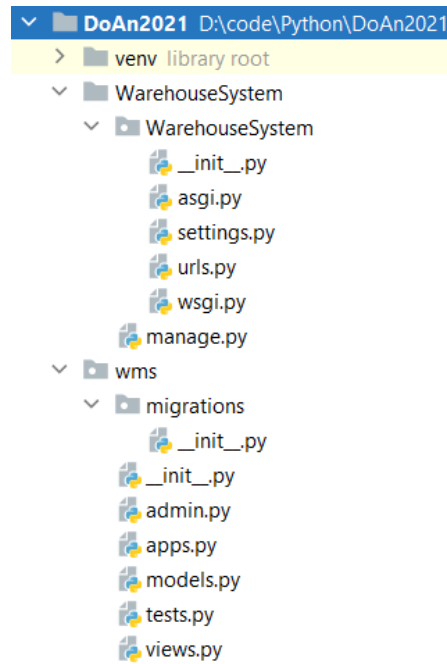 DoAn2021 D:\code\Python\DoAn2021
venv library root
WarehouseSystem
WarehouseSystem
__init__.py
asgi.py
settings.py
urls.py
wsgi.py
manage.py
wms
migrations
__init__.py
__init__.py
admin.py
apps.py
models.py
tests.py
views.py